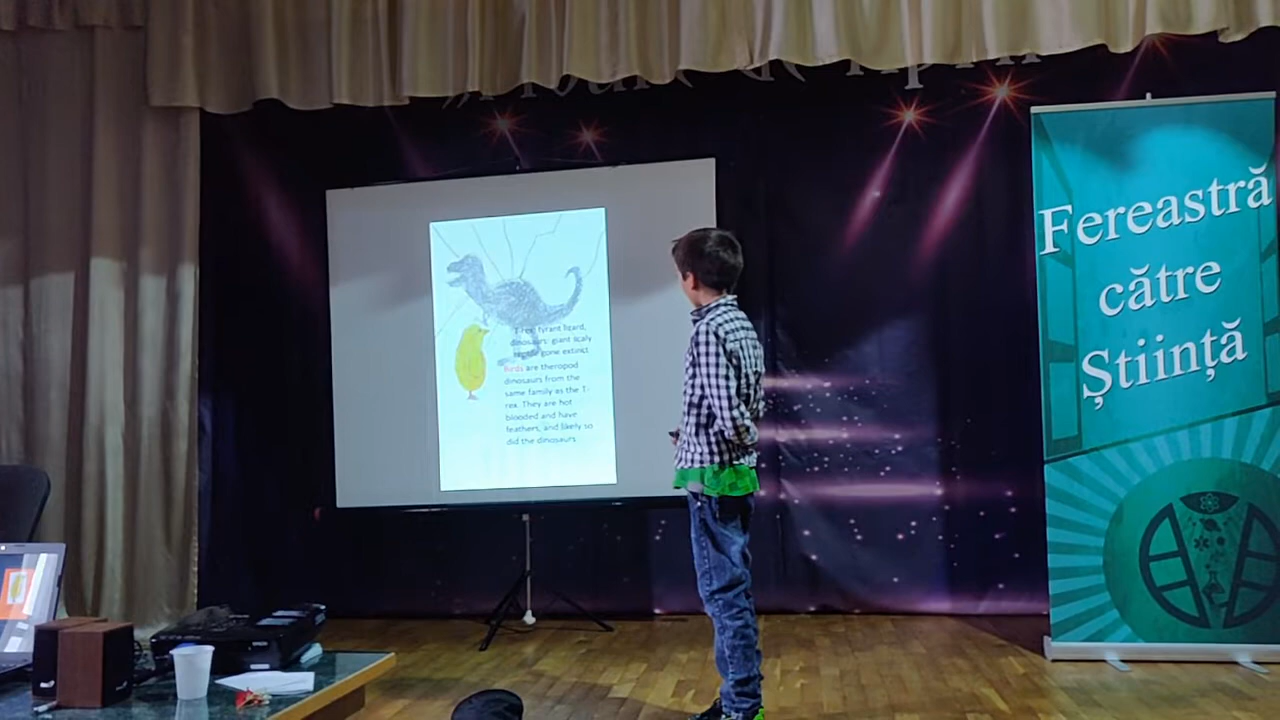 T-rex: tyrant lizard,
dinosaurs: giant scaly
gone extinct
Birds are theropod
dinosaurs from the
same family as the T-
rex. They are hot
blooded and have
feathers, and likely so
did the dinosaurs
Fereastră
către
Știință